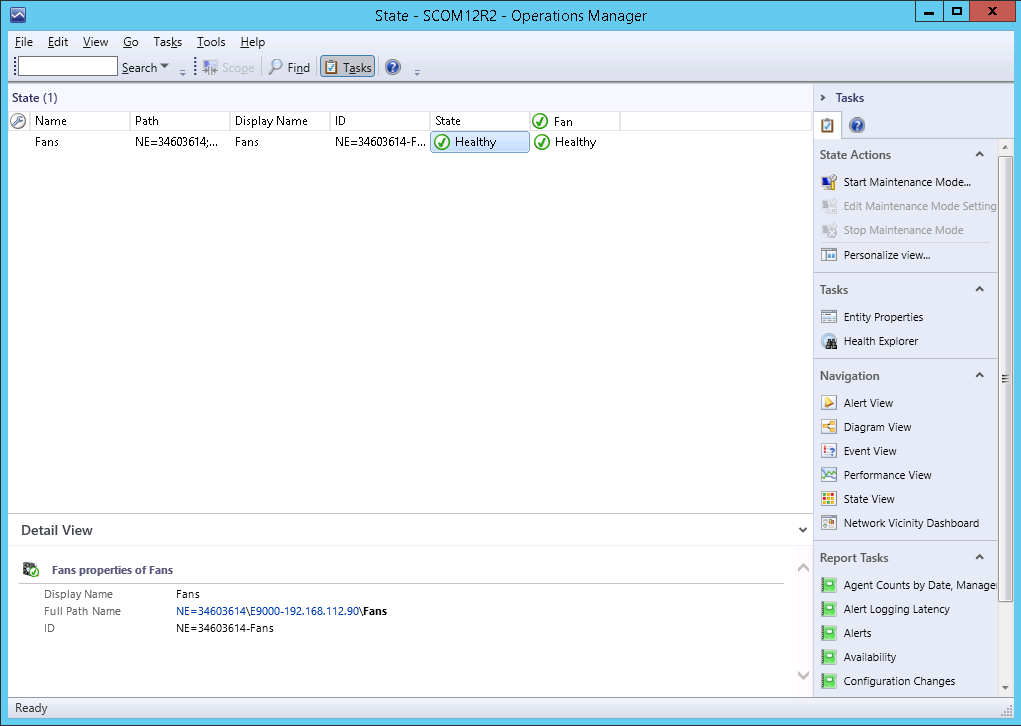 State - SCOM12R2 - Operations Manager
File Edit View Go Tasks Tools Help
Search Scope Find Tasks
State (1)
Name Path Display Name ID State Fan
Fans NE=34603614;... Fans NE=34603614-F... Healthy Healthy
Detail View
Fans properties of Fans
Display Name Fans
Full Path Name NE=34603614\E9000-192.168.112.90\Fans
ID NE=34603614-Fans
Tasks
State Actions
Start Maintenance Mode...
Edit Maintenance Mode Setting
Stop Maintenance Mode
Personalize view...
Tasks
Entity Properties
Health Explorer
Navigation
Alert View
Diagram View
Event View
Performance View
State View
Network Vicinity Dashboard
Report Tasks
Agent Counts by Date, Manage
Alert Logging Latency
Alerts
Availability
Configuration Changes
Ready